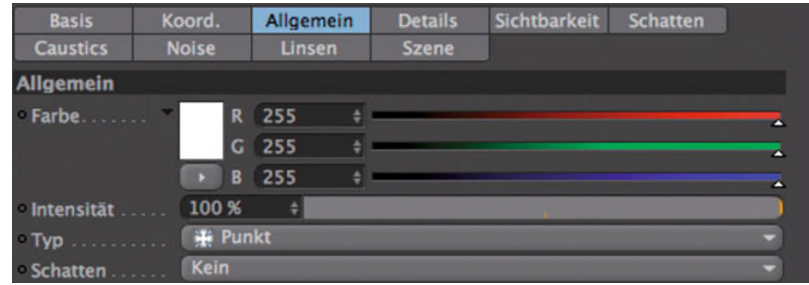 Basis Koord. Allgemein Details Sichtbarkeit Schatten
Caustics Noise Linsen Szene
Allgemein
Farbe....... R 255
G 255
B 255
Intensität ..... 100 %
Typ .......... Punkt
Schatten ...... Kein